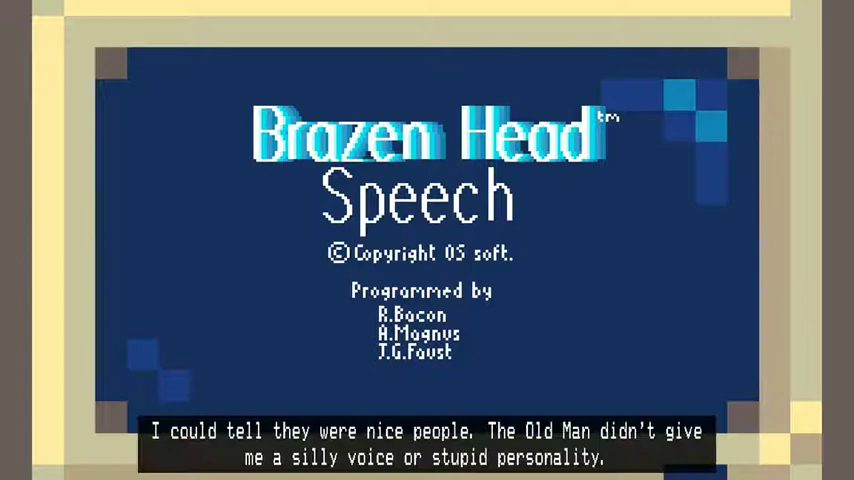 Brazen Head™
Speech
©Copyright OS soft.
Programmed by
R.Bacon
A.Magnus
J.G.Faust
I could tell they were nice people. The Old Man didn't give
me a silly voice or stupid personality.